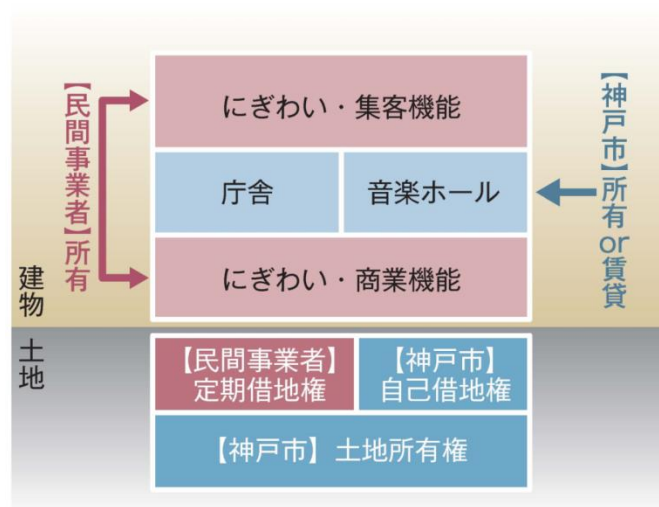 にぎわい・集客機能
庁舎
音楽ホール
にぎわい・商業機能
【民間事業者】所有
【神戸市】所有or賃貸
建物
土地
【民間事業者】
定期借地権
【神戸市】
自己借地権
【神戸市】土地所有権